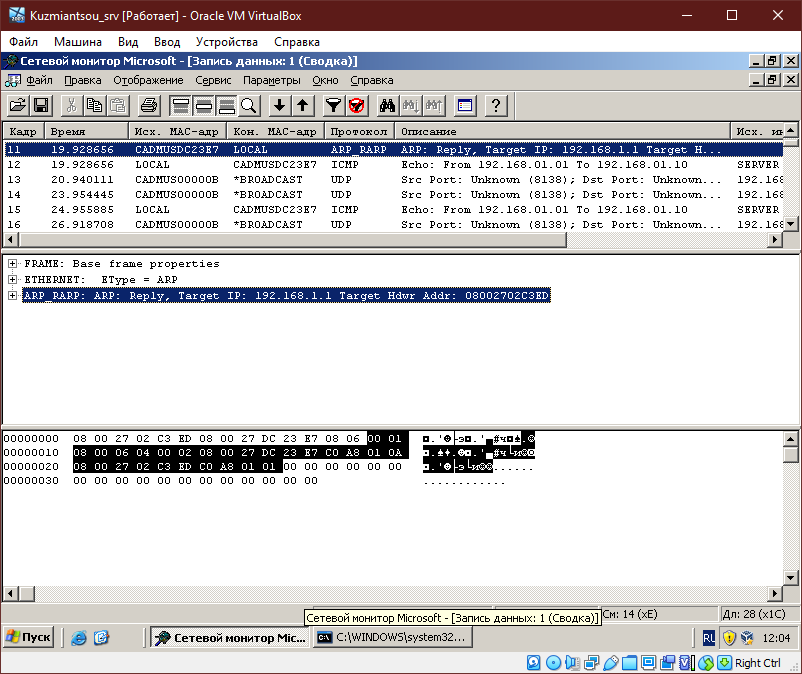 Kuzmiantsou_srv [Работает] - Oracle VM VirtualBox
Файл Машина Вид Ввод Устройства Справка
Сетевой монитор Microsoft - [Запись данных: 1 (Сводка)]
Файл Правка Отображение Сервис Параметры Окно Справка
Кадр Время Исх. MAC-адр Кон. MAC-адр Протокол Описание Исх. ин
11 19.928656 CADMUSDC23E7 LOCAL ARP_RARP ARP: Reply, Target IP: 192.168.1.1 Target H...
12 19.928656 LOCAL CADMUSDC23E7 ICMP Echo: From 192.168.01.01 To 192.168.01.10 SERVER
13 20.940111 CADMUS00000B *BROADCAST UDP Src Port: Unknown (8138); Dst Port: Unknown... 192.168
14 23.954445 CADMUS00000B *BROADCAST UDP Src Port: Unknown (8138); Dst Port: Unknown... 192.168
15 24.955885 LOCAL CADMUSDC23E7 ICMP Echo: From 192.168.01.01 To 192.168.01.10 SERVER
16 26.918708 CADMUS00000B *BROADCAST UDP Src Port: Unknown (8138); Dst Port: Unknown... 192.168
FRAME: Base frame properties
ETHERNET: EType = ARP
ARP_RARP: ARP: Reply, Target IP: 192.168.1.1 Target Hdwr Addr: 08002702C3ED
00000000 08 00 27 02 C3 ED 08 00 27 DC 23 E7 08 06 00 01
00000010 08 00 06 04 00 02 08 00 27 DC 23 E7 C0 A8 01 0A
00000020 08 00 27 02 C3 ED C0 A8 01 01 00 00 00 00 00 00
00000030 00 00 00 00 00 00 00 00 00 00 00 00
............
См: 14 (xE) Дл: 28 (x1C)
Сетевой монитор Microsoft - [Запись данных: 1 (Сводка)]
Пуск Сетевой монитор Mic... C:\WINDOWS\system32... RL 12:04
Right Ctrl